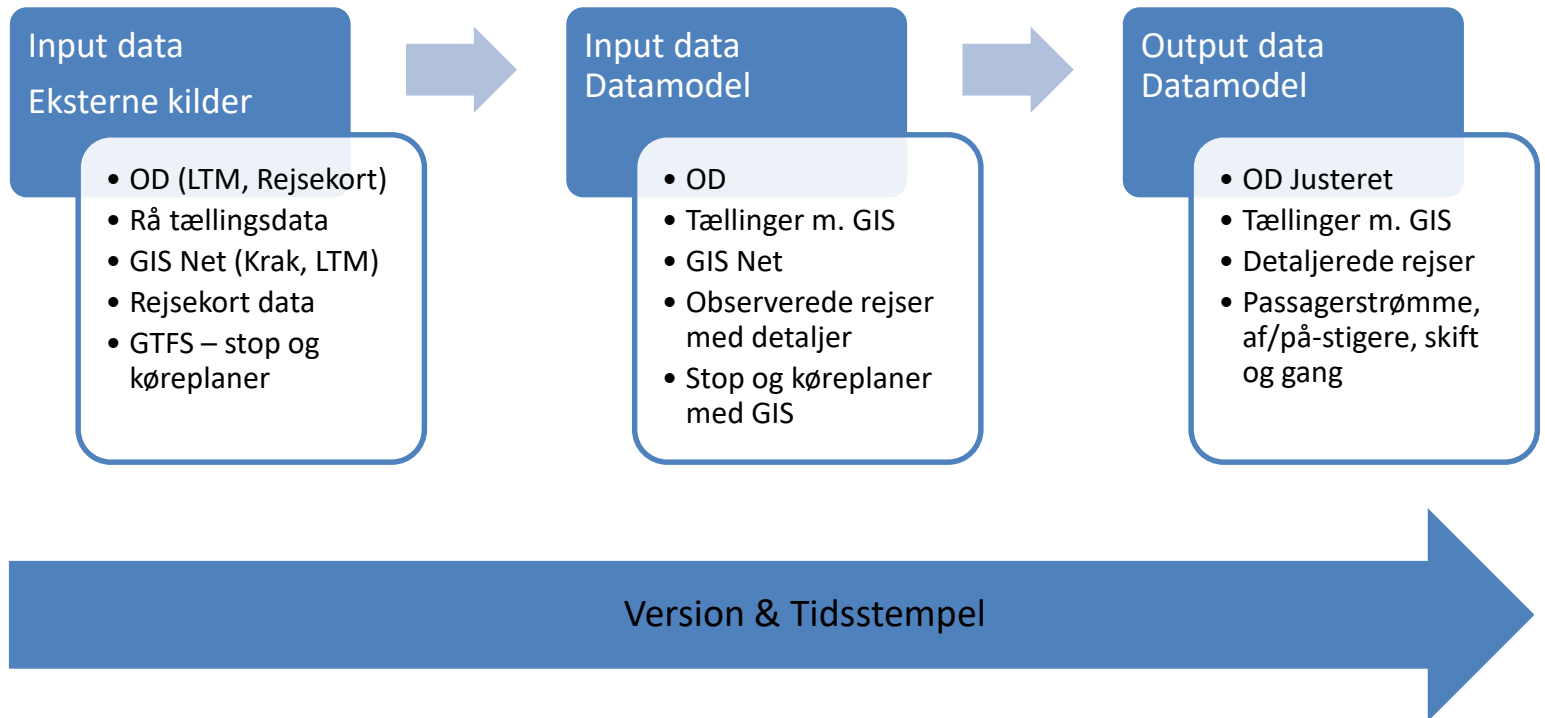 Input data
Eksterne kilder
• OD (LTM, Rejsekort)
• Rå tællingsdata
• GIS Net (Krak, LTM)
• Rejsekort data
• GTFS – stop og
køreplaner
Input data
Datamodel
• OD
• Tællinger m. GIS
• GIS Net
• Observerede rejser
med detaljer
• Stop og køreplaner
med GIS
Output data
Datamodel
• OD Justeret
• Tællinger m. GIS
• Detaljerede rejser
• Passagerstrømme,
af/på-stigere, skift
og gang
Version & Tidsstempel